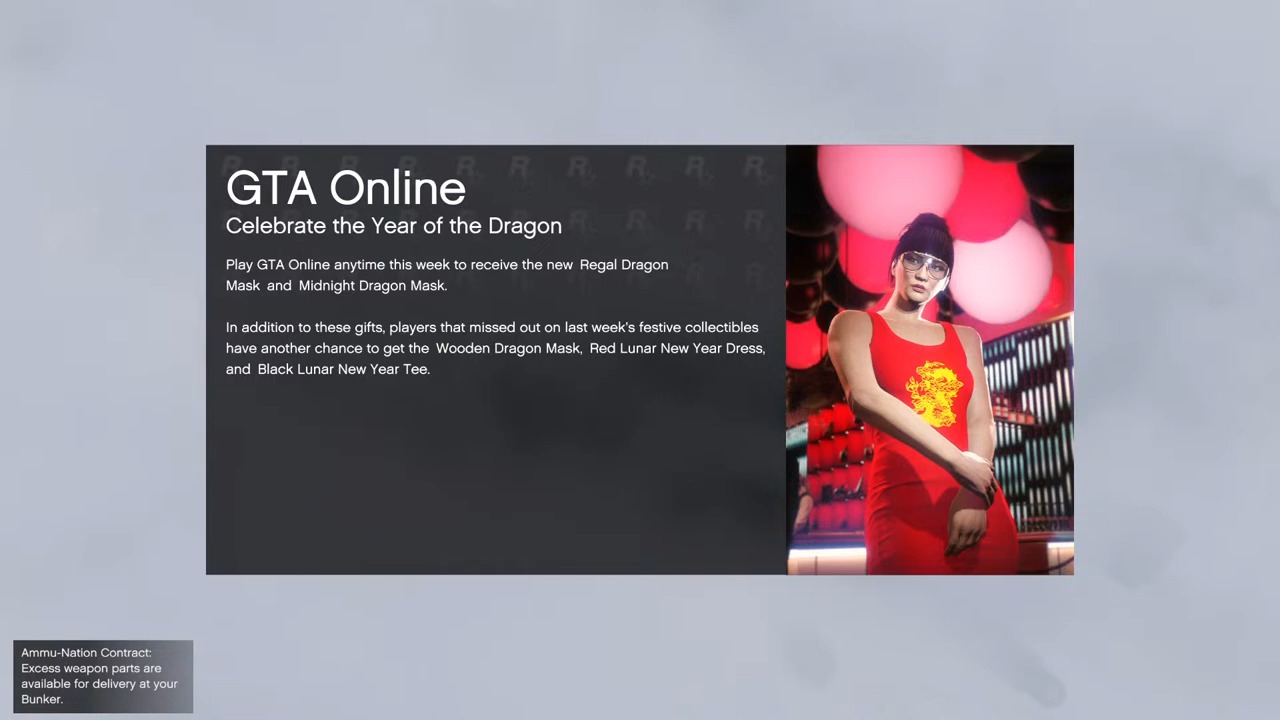 GTA Online
Celebrate the Year of the Dragon
Play GTA Online anytime this week to receive the new Regal Dragon
Mask and Midnight Dragon Mask.
In addition to these gifts, players that missed out on last week's festive collectibles
have another chance to get the Wooden Dragon Mask, Red Lunar New Year Dress,
and Black Lunar New Year Tee.
Ammu-Nation Contract:
Excess weapon parts are
available for delivery at your
Bunker.